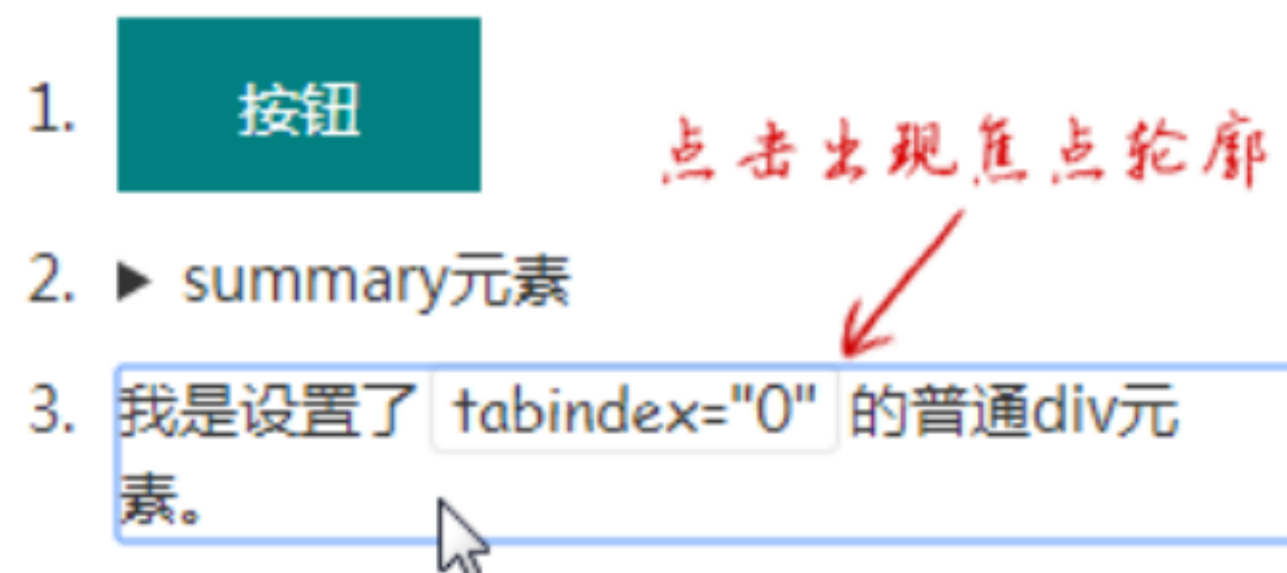 1. 按钮
点击出现焦点轮廓
2. ▶ summary元素
3. 我是设置了 tabindex="0" 的普通div元
素。